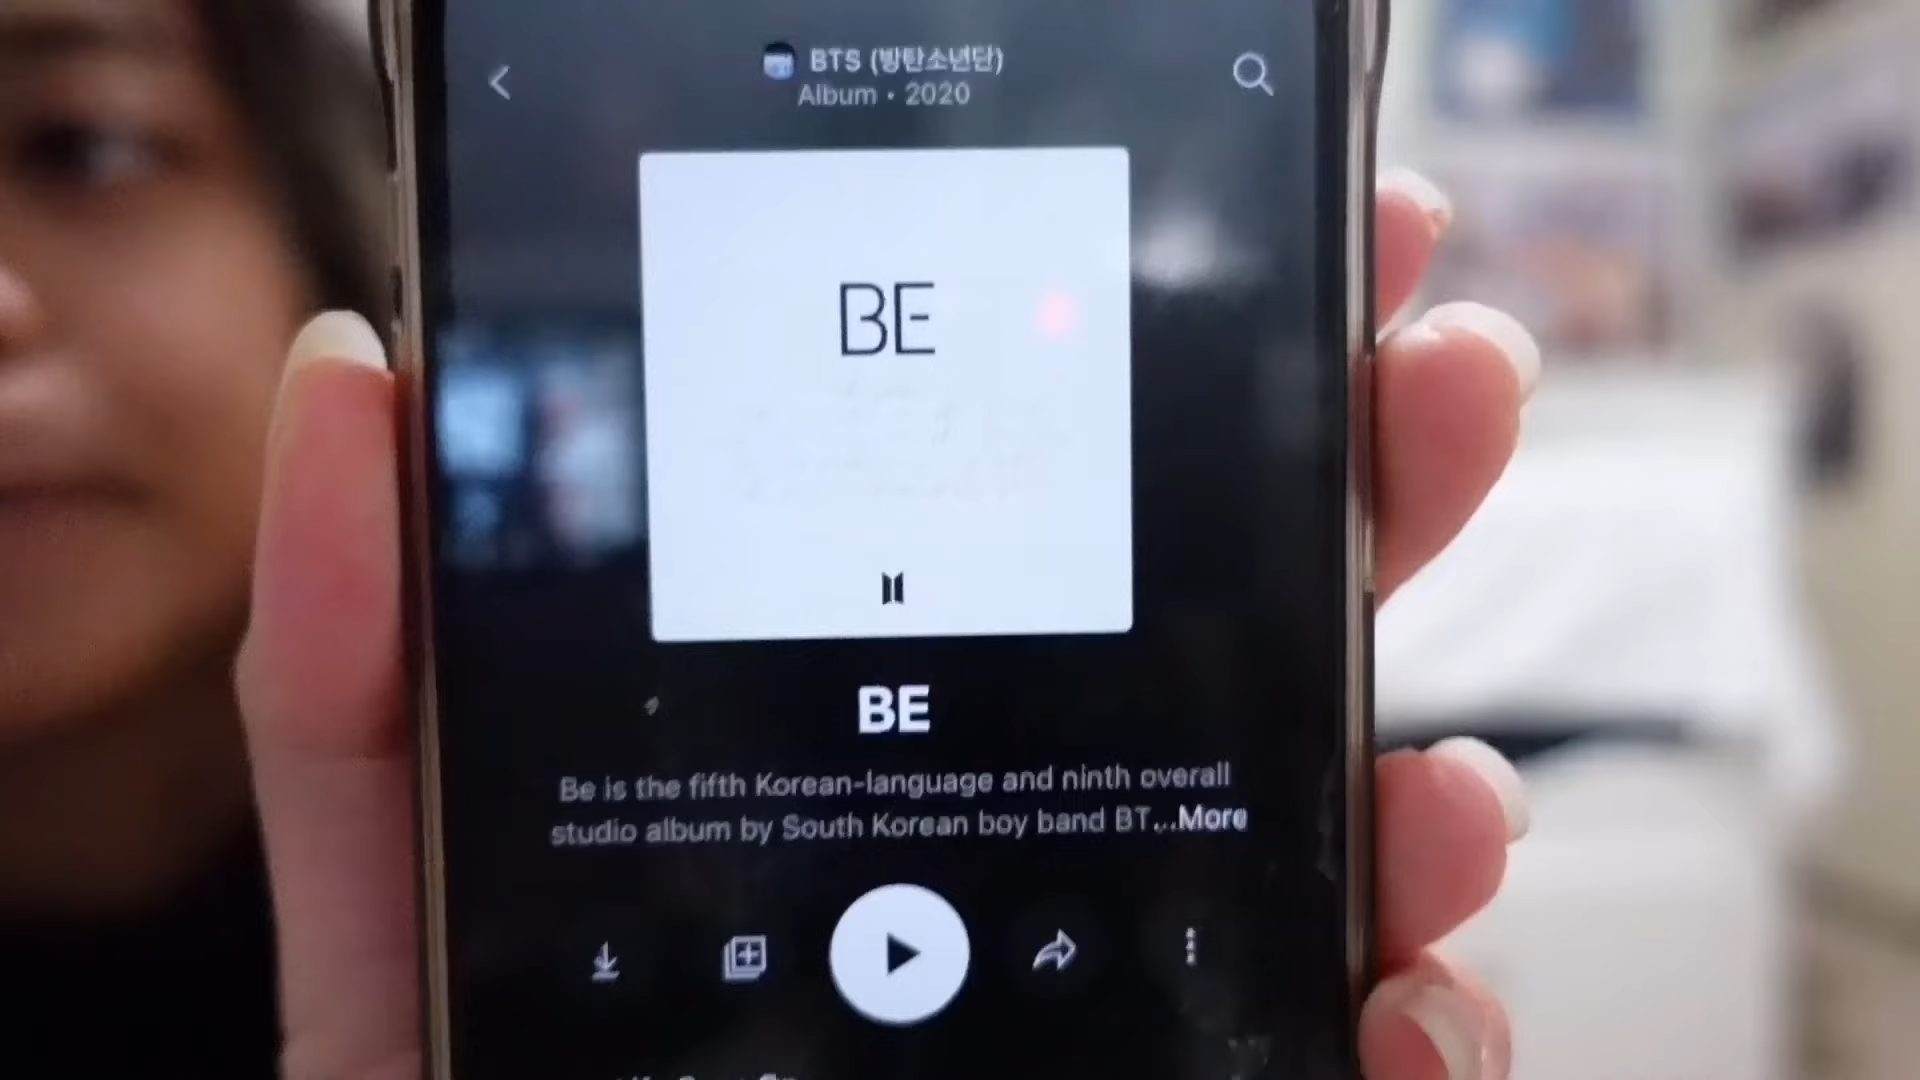 BTS (방탄소년단)
Album • 2020
BE
BE
Be is the fifth Korean-language and ninth overall
studio album by South Korean boy band BT...More